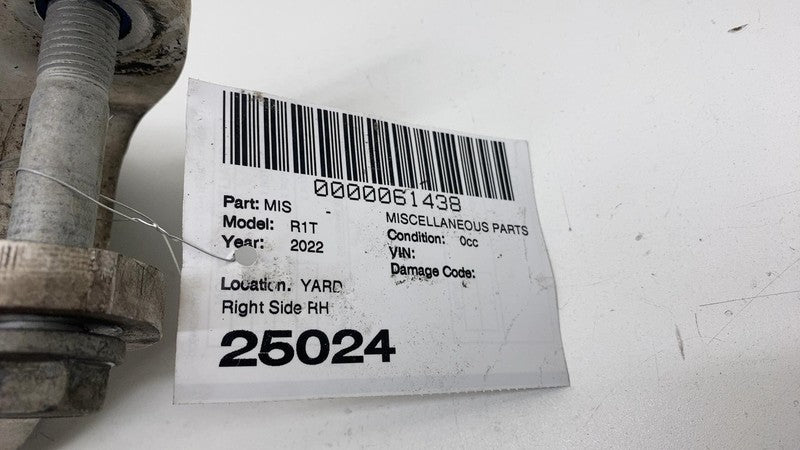 0000061438
Part: MIS -
MISCELLANEOUS PARTS
Model: R1T
Condition: 0cc
Year: 2022
VIN:
Damage Code:
Location. YARD
Right Side RH
25024